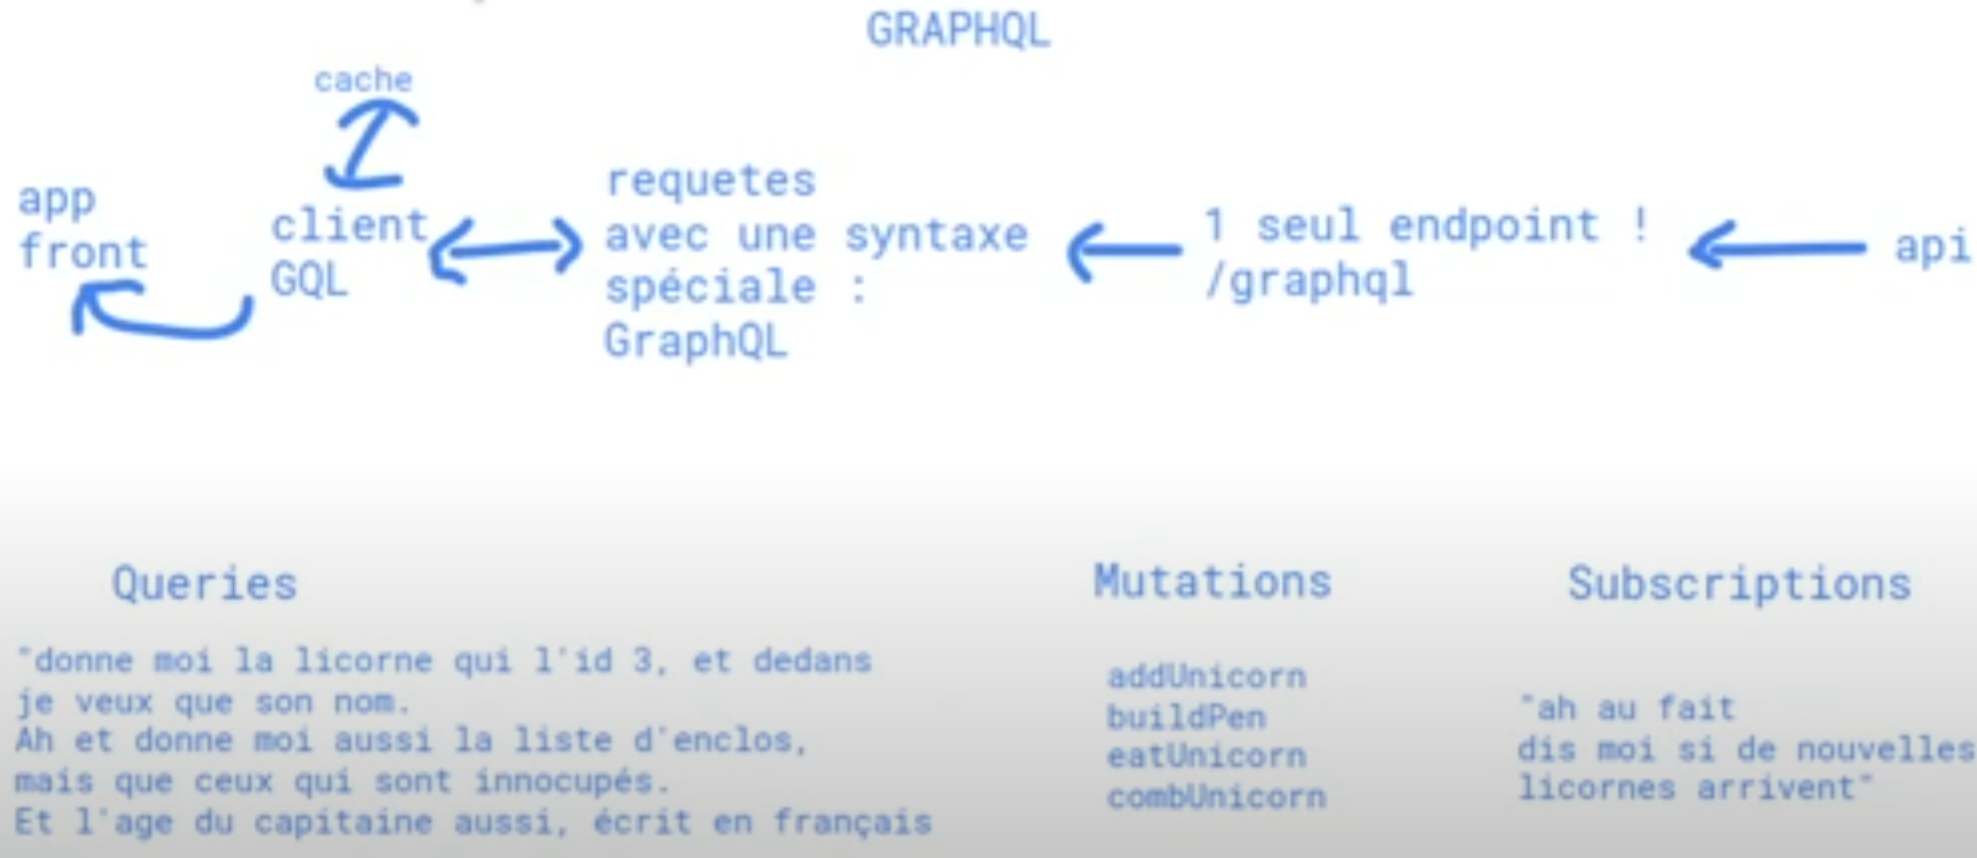 GRAPHQL
cache
app
front
client
GQL
requetes
avec une syntaxe
spéciale :
GraphQL
1 seul endpoint !
/graphql
api
Queries
"donne moi la licorne qui l'id 3, et dedans
je veux que son nom.
Ah et donne moi aussi la liste d'enclos,
mais que ceux qui sont innocupés.
Et l'age du capitaine aussi, écrit en français
Mutations
addUnicorn
buildPen
eatUnicorn
combUnicorn
Subscriptions
"ah au fait
dis moi si de nouvelles
licornes arrivent"